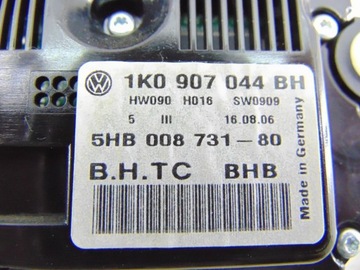 1K0 907 044 BH
HW090 H016 SW0909
5 III 16.08.06
5HB 008 731-80
B.H.TC BHB
Made in Germany